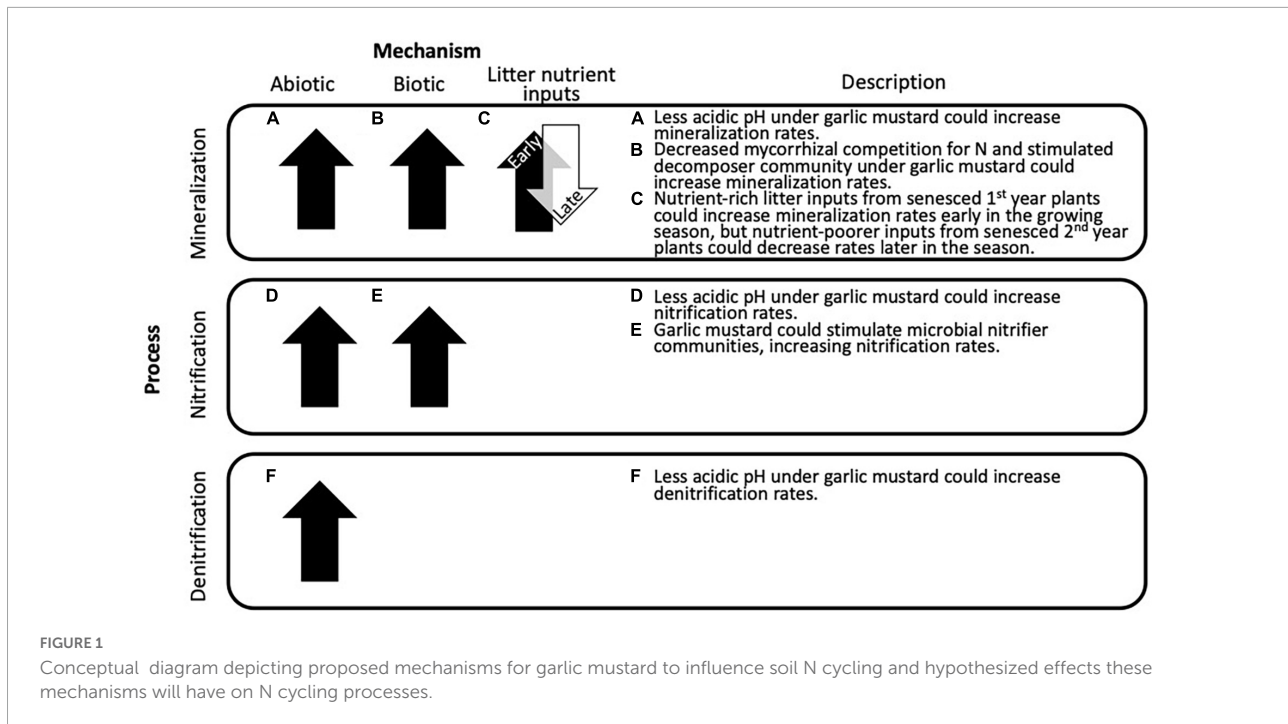 Mechanism
Abiotic
Biotic
Litter nutrient
inputs
Description
Process
Mineralization
A
B
C
Early
Late
A Less acidic pH under garlic mustard could increase
mineralization rates.
B Decreased mycorrhizal competition for N and stimulated
decomposer community under garlic mustard could
increase mineralization rates.
C Nutrient-rich litter inputs from senesced 1st year plants
could increase mineralization rates early in the growing
season, but nutrient-poorer inputs from senesced 2nd year
plants could decrease rates later in the season.
Nitrification
D
E
D Less acidic pH under garlic mustard could increase
nitrification rates.
E Garlic mustard could stimulate microbial nitrifier
communities, increasing nitrification rates.
Denitrification
F
F Less acidic pH under garlic mustard could increase
denitrification rates.
FIGURE 1
Conceptual diagram depicting proposed mechanisms for garlic mustard to influence soil N cycling and hypothesized effects these
mechanisms will have on N cycling processes.